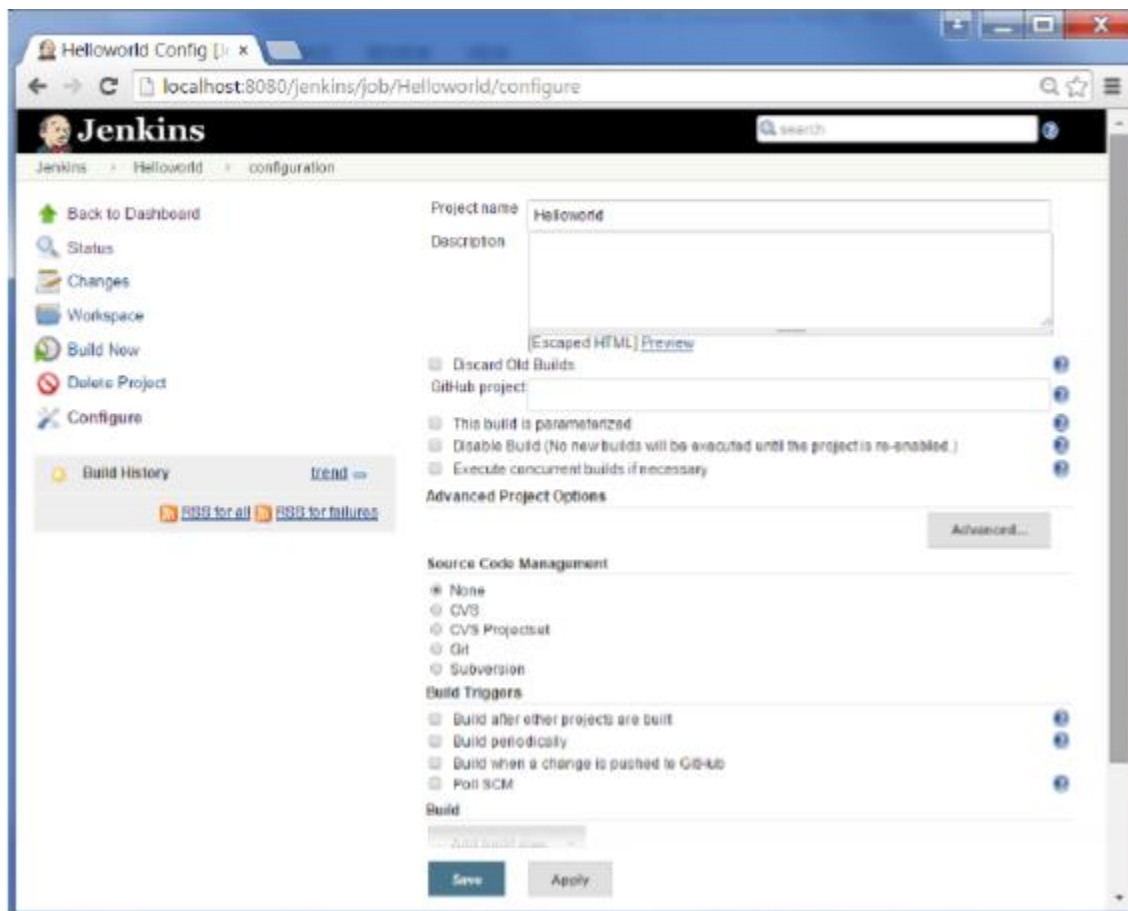 Helloworld Config [Je
localhost:8080/jenkins/job/Helloworld/configure
Jenkins
search
Jenkins
Helloworld
configuration
Back to Dashboard
Status
Changes
Workspace
Build Now
Delete Project
Configure
Build History
trend
RSS for all
RSS for failures
Project name
Helloworld
Description
[Escaped HTML] Preview
Discard Old Builds
GitHub project
This build is parameterized
Disable Build (No new builds will be executed until the project is re-enabled.)
Execute concurrent builds if necessary
Advanced Project Options
Advanced...
Source Code Management
None
CVS
CVS Projectset
Git
Subversion
Build Triggers
Build after other projects are built
Build periodically
Build when a change is pushed to GitHub
Poll SCM
Build
Add build step
Save
Apply